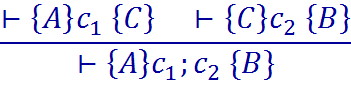 ⊢ {A}c₁ {C}    ⊢ {C}c₂ {B}
⊢ {A}c₁; c₂ {B}